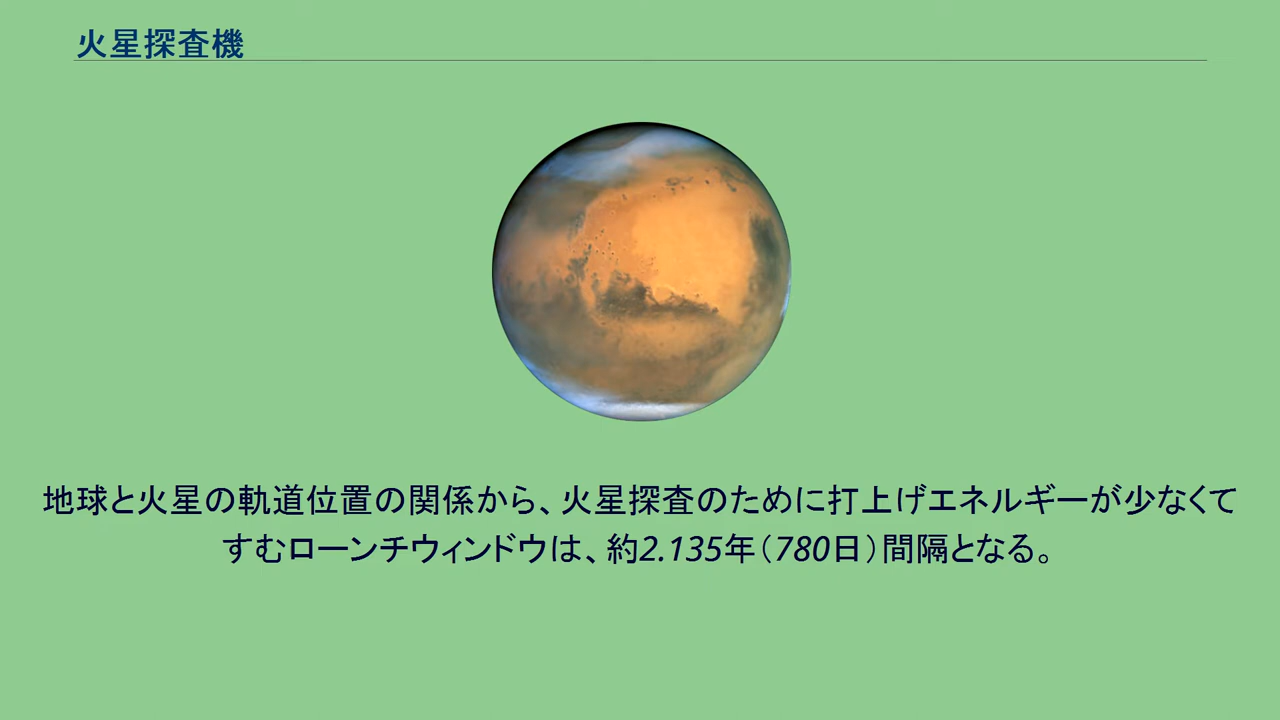 火星探査機
地球と火星の軌道位置の関係から、火星探査のために打上げエネルギーが少なくて
すむローンチウィンドウは、約2.135年（780日）間隔となる。